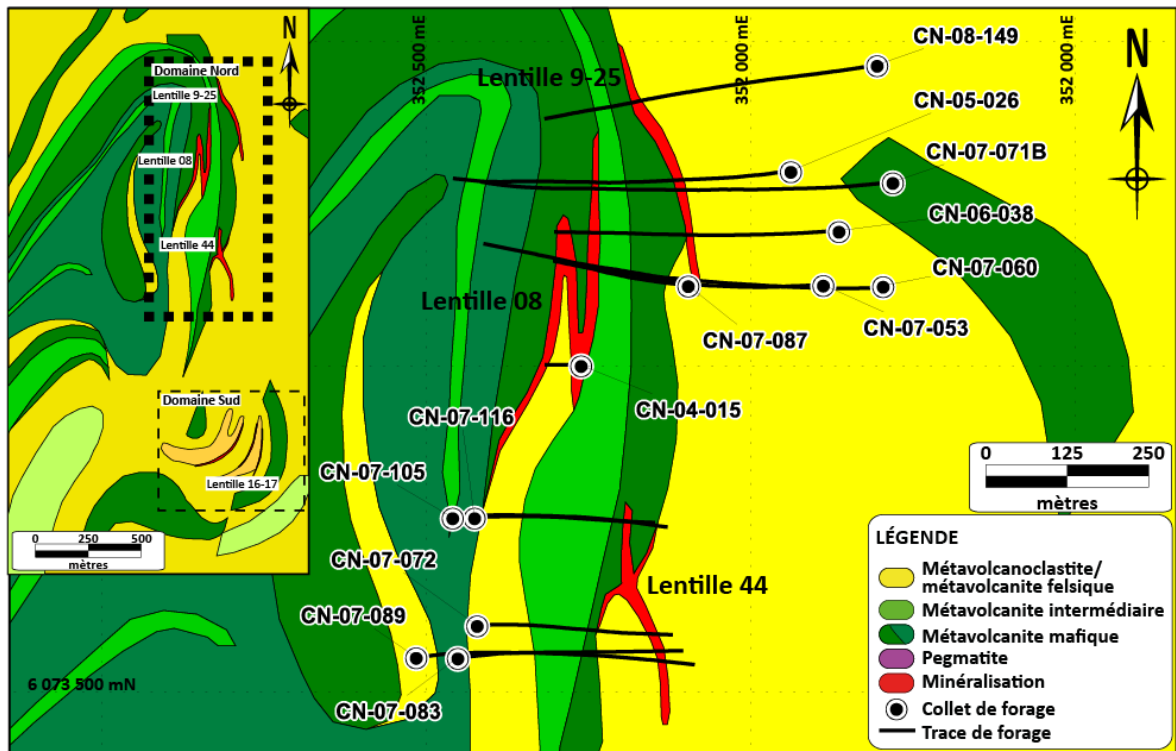 Domaine Nord
Lentille 9-25
Lentille 08
Lentille 44
Domaine Sud
Lentille 16-17
0 250 500
mètres
N
352 500 mE
352 000 mE
352 000 mE
N
Lentille 9-25
Lentille 08
Lentille 44
CN-08-149
CN-05-026
CN-07-071B
CN-06-038
CN-07-060
CN-07-053
CN-07-087
CN-04-015
CN-07-116
CN-07-105
CN-07-072
CN-07-089
CN-07-083
6 073 500 mN
0 125 250
mètres
LÉGENDE
Métavolcanoclastite/
métavolcanite felsique
Métavolcanite intermédiaire
Métavolcanite mafique
Pegmatite
Minéralisation
Collet de forage
Trace de forage